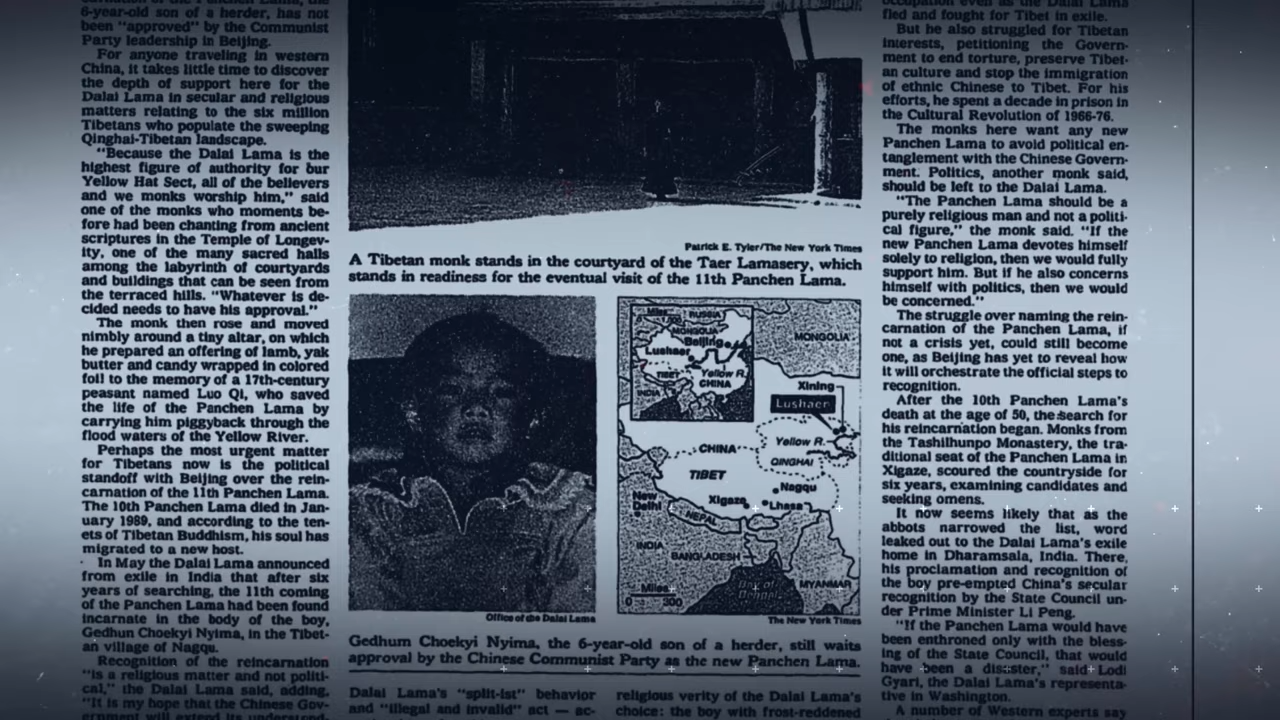 6-year-old son of a herder, has not
been "approved" by the Communist
Party leadership in Beijing.
For anyone traveling in western
China, it takes little time to discover
the depth of support here for the
Dalai Lama in secular and religious
matters relating to the six million
Tibetans who populate the sweeping
Qinghai-Tibetan landscape.
"Because the Dalai Lama is the
highest figure of authority for our
Yellow Hat Sect, all of the believers
and we monks worship him," said
one of the monks who moments be-
fore had been chanting from ancient
scriptures in the Temple of Longev-
ity, one of the many sacred halls
among the labyrinth of courtyards
and buildings that can be seen from
the terraced hills. "Whatever is de-
cided needs to have his approval."
The monk then rose and moved
nimbly around a tiny altar, on which
he prepared an offering of lamb, yak
butter and candy wrapped in colored
foil to the memory of a 17th-century
peasant named Luo Qi, who saved
the life of the Panchen Lama by
carrying him piggyback through the
flood waters of the Yellow River.
Perhaps the most urgent matter
for Tibetans now is the political
standoff with Beijing over the rein-
carnation of the 11th Panchen Lama.
The 10th Panchen Lama died in Jan-
uary 1989, and according to the ten-
ets of Tibetan Buddhism, his soul has
migrated to a new host.
In May the Dalai Lama announced
from exile in India that after six
years of searching, the 11th coming
of the Panchen Lama had been found
incarnate in the body of the boy,
Gedhun Choekyi Nyima, in the Tibet-
an village of Nagqu.
Recognition of the reincarnation
"is a religious matter and not politi-
cal," the Dalai Lama said, adding,
"It is my hope that the Chinese Gov-
ernment will extend its understand-
Patrick E. Tyler/The New York Times
A Tibetan monk stands in the courtyard of the Taer Lamasery, which
stands in readiness for the eventual visit of the 11th Panchen Lama.
Miles
RUSSIA
MONGOLIA
Beijing
Lushaer
TIBET
Yellow R.
CHINA
INDIA
MONGOLIA
Xining
Lushaer
CHINA
Yellow R.
QINGHAI
TIBET
Nagqu
New
Delhi
Xigaze
Lhasa
NEPAL
INDIA
BANGLADESH
MYANMAR
Bay of
Bengal
Miles
0 300
Office of the Dalai Lama
The New York Times
Gedhum Choekyi Nyima, the 6-year-old son of a herder, still waits
approval by the Chinese Communist Party as the new Panchen Lama.
Dalai Lama's "split-ist" behavior
and "illegal and invalid" act — ac-
religious verity of the Dalai Lama's
choice: the boy with frost-reddened
occupation even as the Dalai Lama
fled and fought for Tibet in exile.
But he also struggled for Tibetan
interests, petitioning the Govern-
ment to end torture, preserve Tibet-
an culture and stop the immigration
of ethnic Chinese to Tibet. For his
efforts, he spent a decade in prison in
the Cultural Revolution of 1966-76.
The monks here want any new
Panchen Lama to avoid political en-
tanglement with the Chinese Govern-
ment. Politics, another monk said,
should be left to the Dalai Lama.
"The Panchen Lama should be a
purely religious man and not a politi-
cal figure," the monk said. "If the
new Panchen Lama devotes himself
solely to religion, then we would fully
support him. But if he also concerns
himself with politics, then we would
be concerned."
The struggle over naming the rein-
carnation of the Panchen Lama, if
not a crisis yet, could still become
one, as Beijing has yet to reveal how
it will orchestrate the official steps to
recognition.
After the 10th Panchen Lama's
death at the age of 50, the search for
his reincarnation began. Monks from
the Tashilhunpo Monastery, the tra-
ditional seat of the Panchen Lama in
Xigaze, scoured the countryside for
six years, examining candidates and
seeking omens.
It now seems likely that as the
abbots narrowed the list, word
leaked out to the Dalai Lama's exile
home in Dharamsala, India. There,
his proclamation and recognition of
the boy pre-empted China's secular
recognition by the State Council un-
der Prime Minister Li Peng.
"If the Panchen Lama would have
been enthroned only with the bless-
ing of the State Council, that would
have been a disaster," said Lodi
Gyari, the Dalai Lama's representa-
tive in Washington.
A number of Western experts say